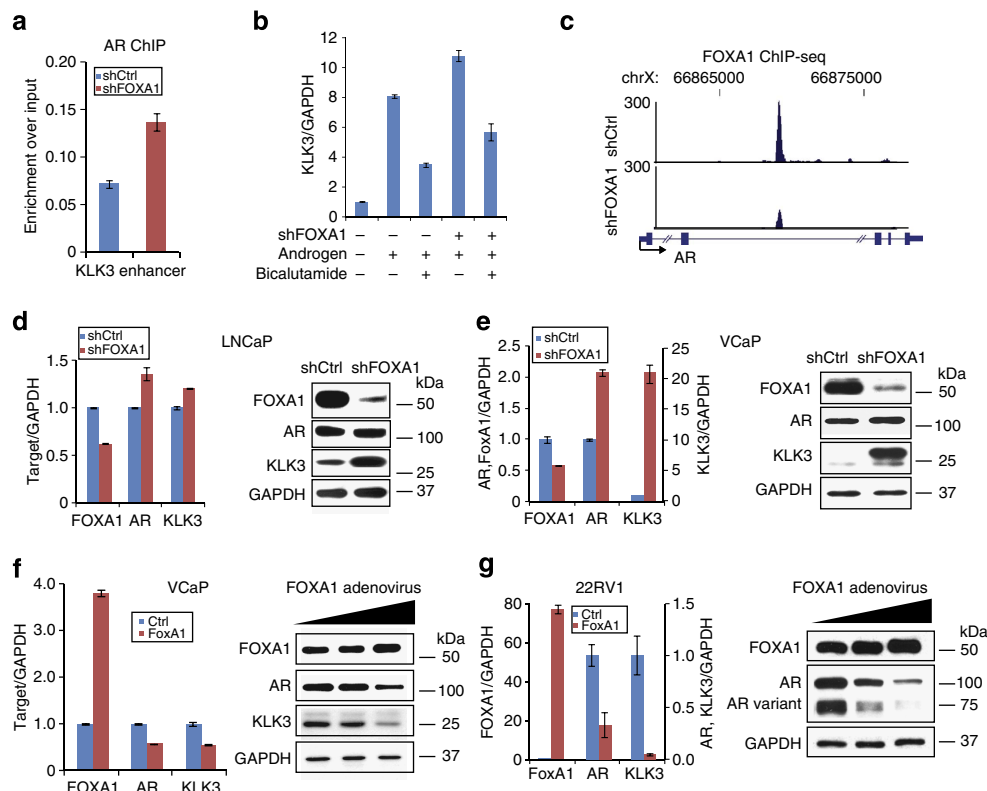 a
AR ChIP
shCtrl
shFOXA1
Enrichment over input
0.20
0.15
0.10
0.05
0
KLK3 enhancer
b
KLK3/GAPDH
12
10
8
6
4
2
0
shFOXA1 – – – + +
Androgen – + + + +
Bicalutamide – – + – +
c
FOXA1 ChIP-seq
chrX: 66865000 66875000
300
shCtrl
300
shFOXA1
AR
d
shCtrl
shFOXA1
LNCaP
Target/GAPDH
1.5
1.0
0.5
0
FOXA1 AR KLK3
shCtrl shFOXA1
kDa
FOXA1 50
AR 100
KLK3 25
GAPDH 37
e
shCtrl
shFOXA1
VCaP
AR,FoxA1/GAPDH
2.5
2.0
1.5
1.0
0.5
0
25
20
15
10
5
0
KLK3/GAPDH
FOXA1 AR KLK3
shCtrl shFOXA1
kDa
FOXA1 50
AR 100
KLK3 25
GAPDH 37
f
VCaP
Ctrl
FoxA1
Target/GAPDH
4.0
3.0
2.0
1.0
0
FOXA1 AR KLK3
FOXA1 adenovirus
kDa
FOXA1 50
AR 100
KLK3 25
GAPDH 37
g
22RV1
Ctrl
FoxA1
FOXA1/GAPDH
80
60
40
20
0
1.5
1.0
0.5
0.0
AR, KLK3/GAPDH
FoxA1 AR KLK3
FOXA1 adenovirus
kDa
FOXA1 50
AR 100
AR variant 75
GAPDH 37